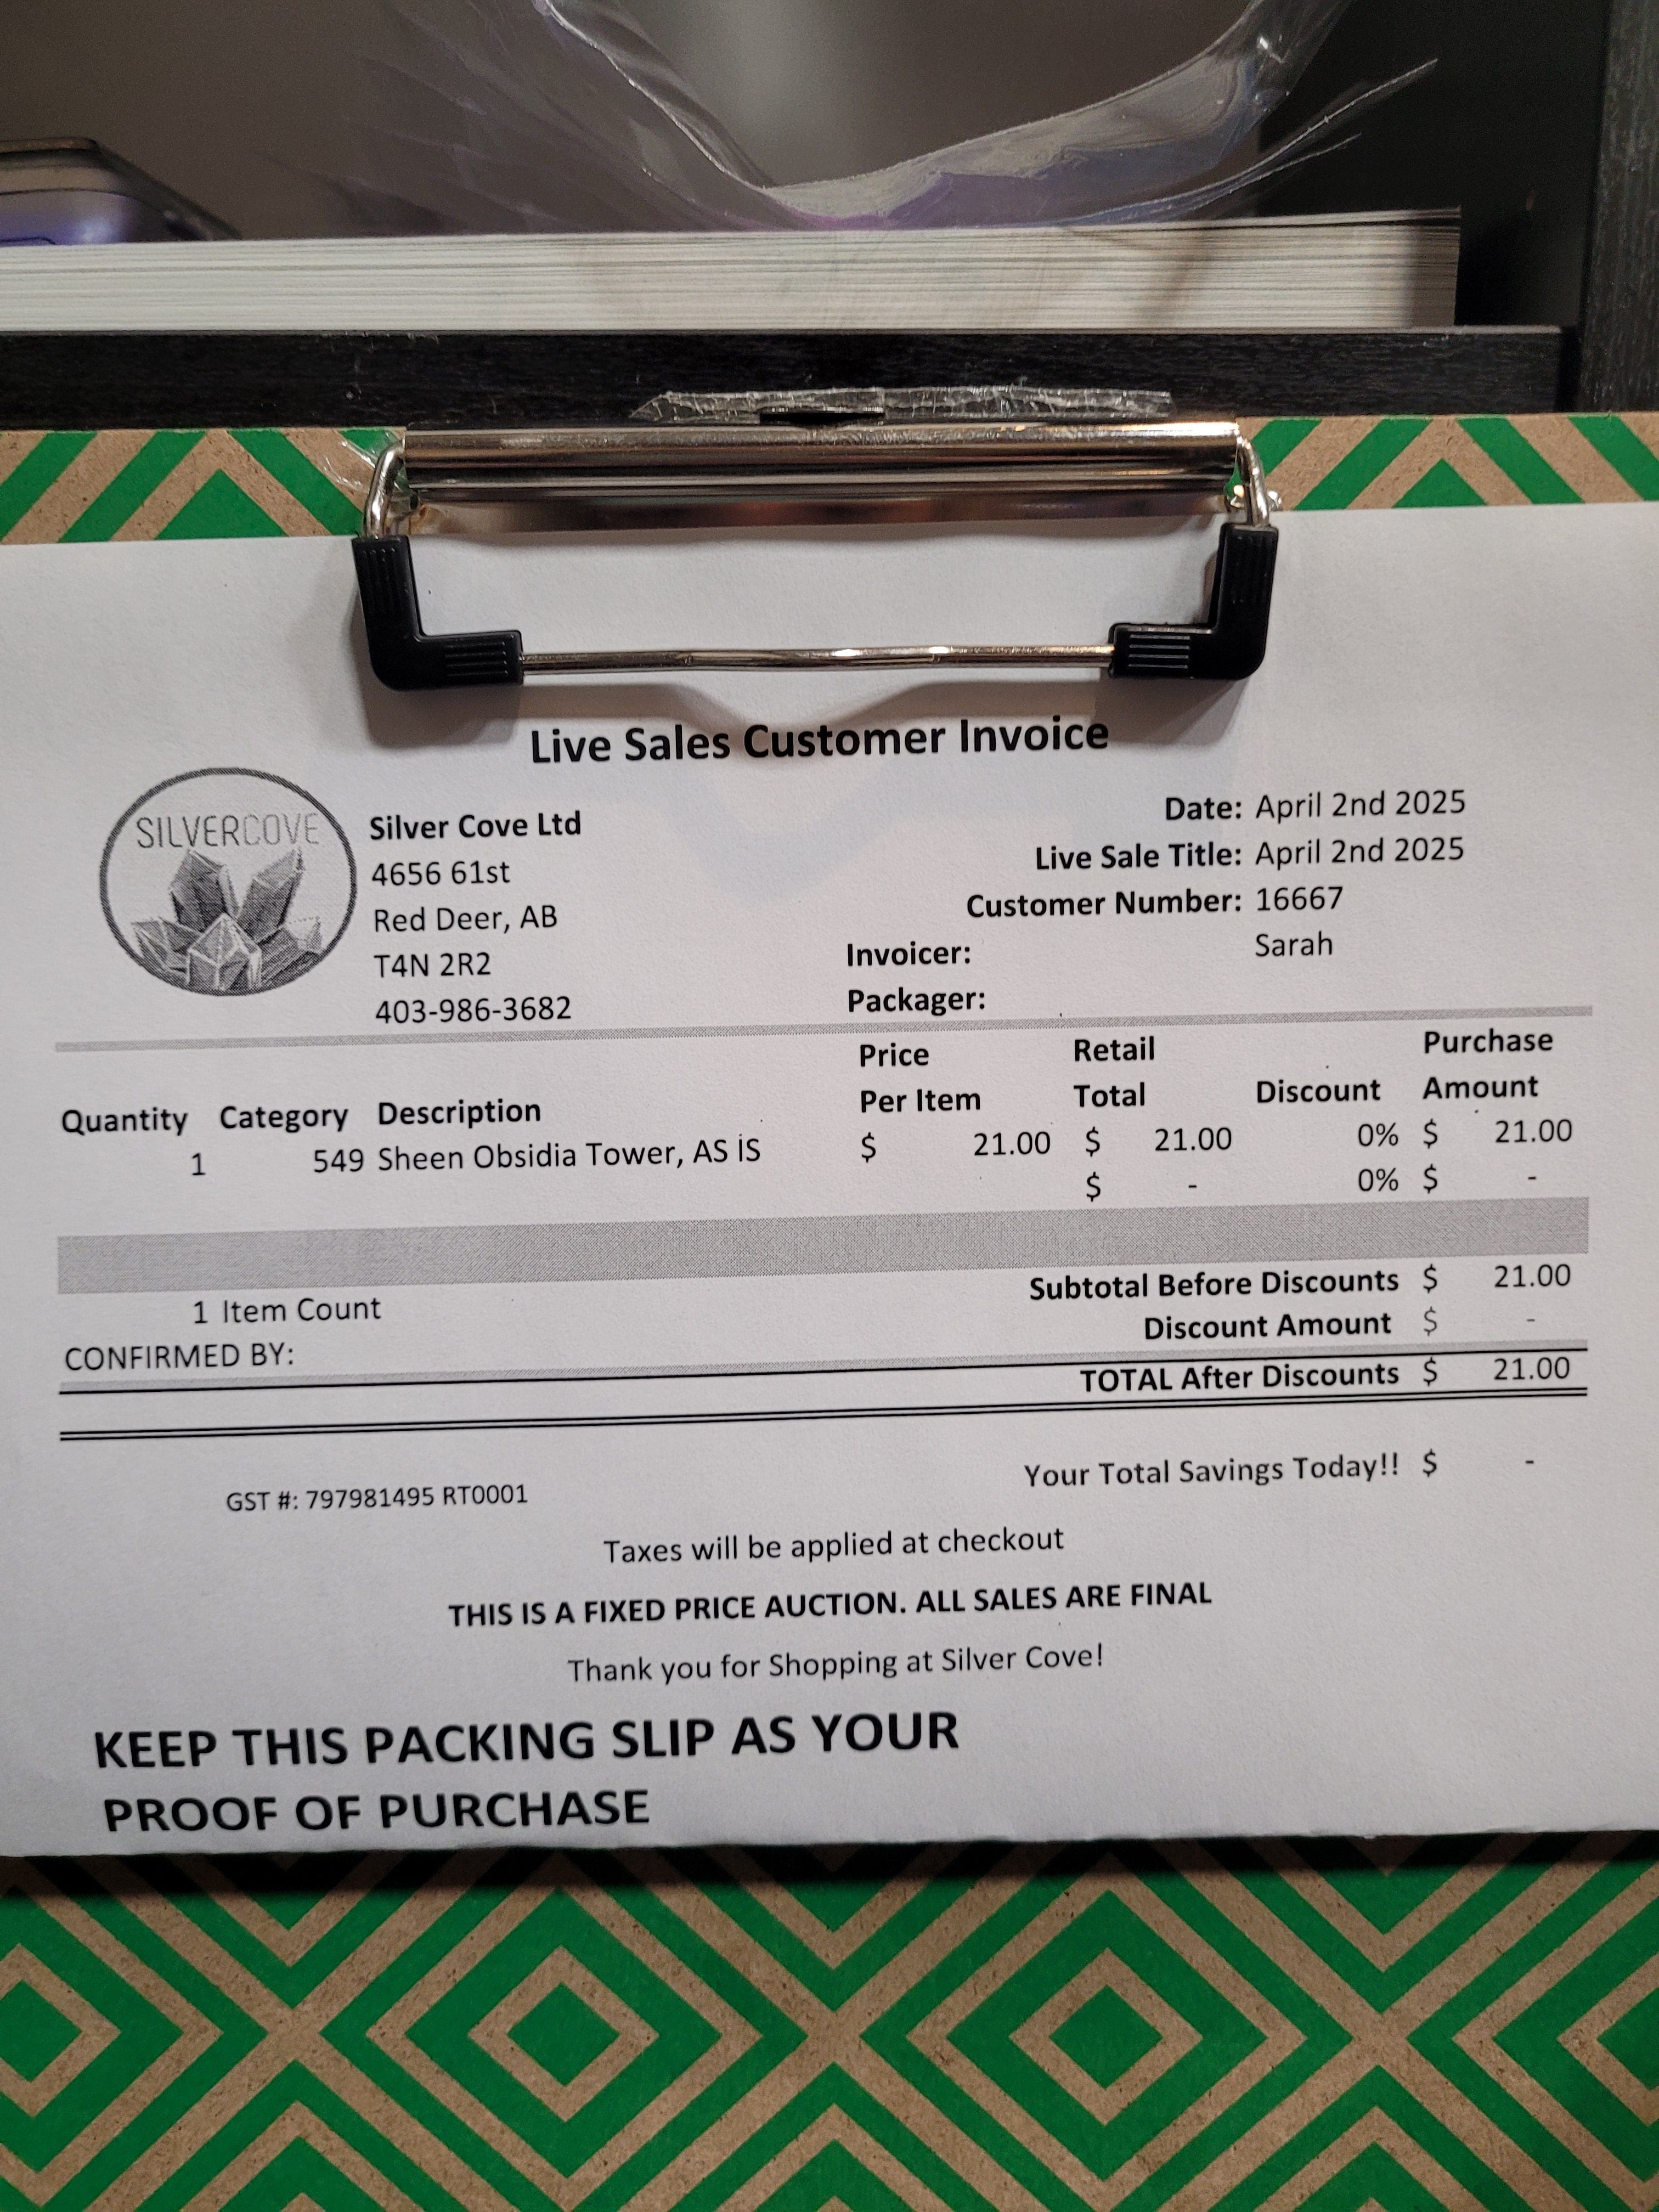 Live Sales Customer Invoice
SILVERCOVE
Silver Cove Ltd
4656 61st
Red Deer, AB
T4N 2R2
403-986-3682
Date: April 2nd 2025
Live Sale Title: April 2nd 2025
Customer Number: 16667
Invoicer: Sarah
Packager:
Quantity Category Description Price Per Item Retail Total Discount Purchase Amount
1 549 Sheen Obsidia Tower, AS IS $ 21.00 $ 21.00 0% $ 21.00
$ - 0% $ -
1 Item Count
CONFIRMED BY:
Subtotal Before Discounts $ 21.00
Discount Amount $ -
TOTAL After Discounts $ 21.00
Your Total Savings Today!! $ -
GST #: 797981495 RT0001
Taxes will be applied at checkout
THIS IS A FIXED PRICE AUCTION. ALL SALES ARE FINAL
Thank you for Shopping at Silver Cove!
KEEP THIS PACKING SLIP AS YOUR
PROOF OF PURCHASE